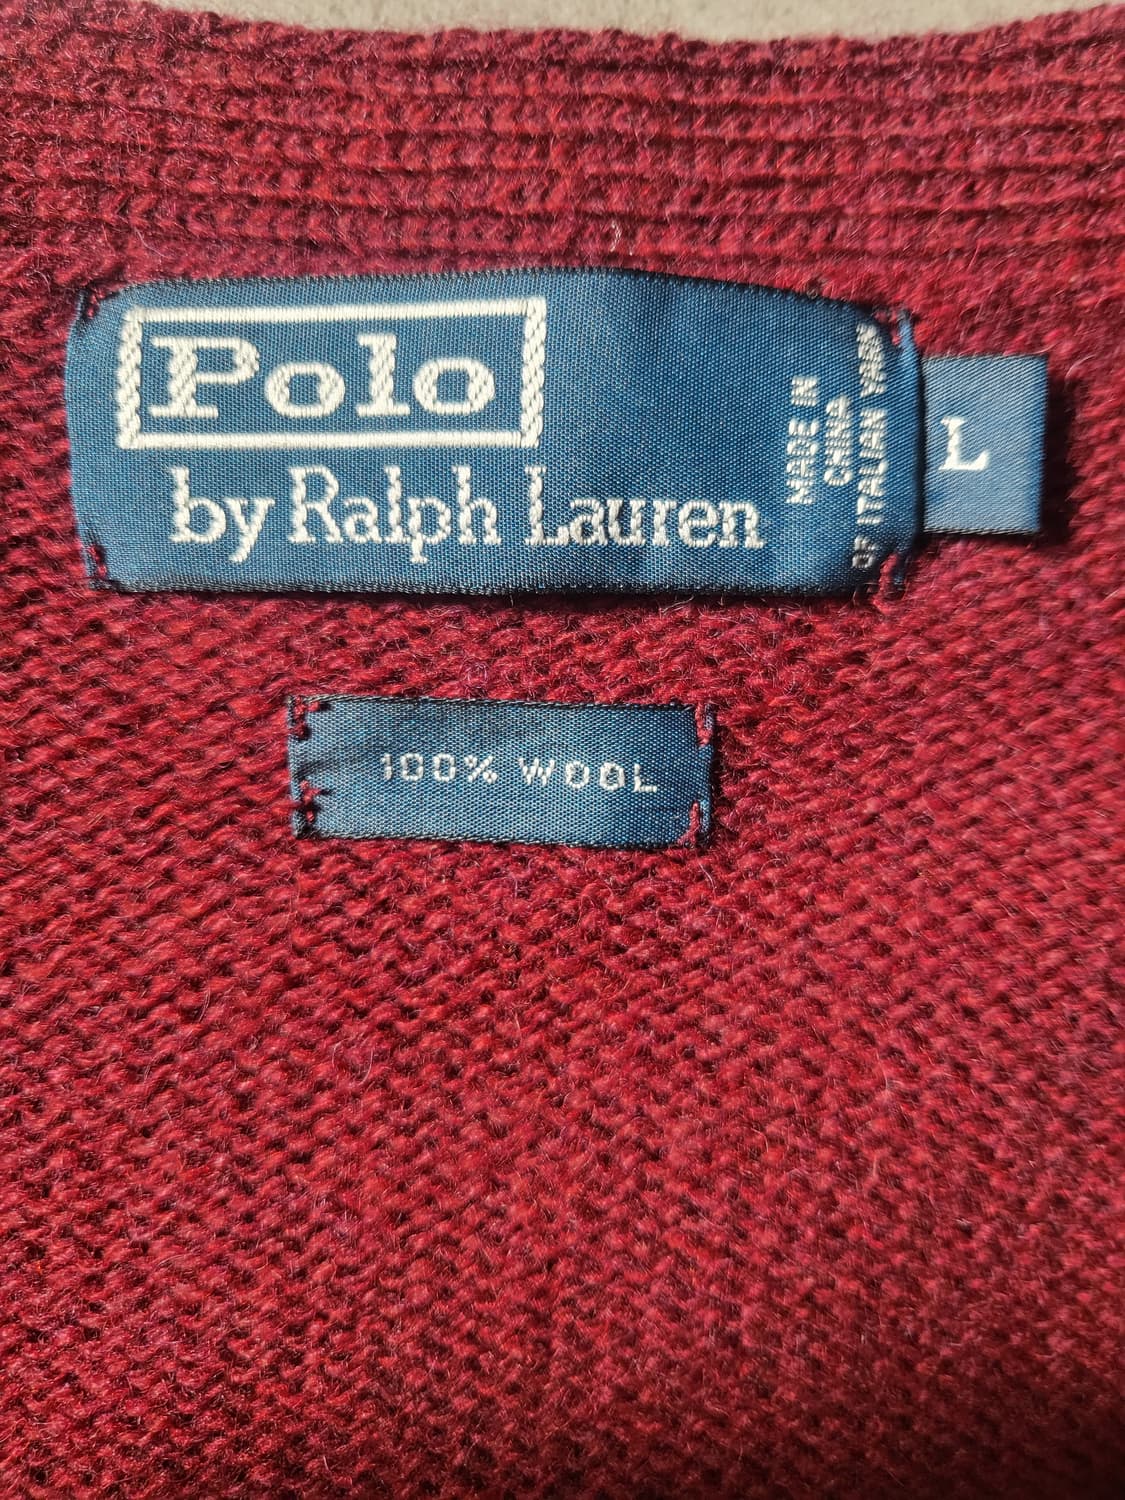 Polo
by Ralph Lauren
MADE IN
CHINA
OF ITALIAN YARN
L
100% WOOL